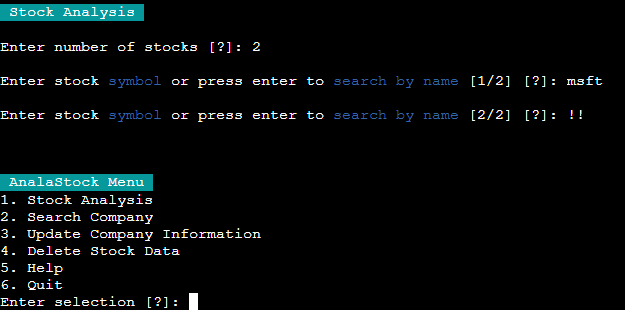 Stock Analysis
Enter number of stocks [?]: 2
Enter stock symbol or press enter to search by name [1/2] [?]: msft
Enter stock symbol or press enter to search by name [2/2] [?]: !!
AnalaStock Menu
1. Stock Analysis
2. Search Company
3. Update Company Information
4. Delete Stock Data
5. Help
6. Quit
Enter selection [?]: